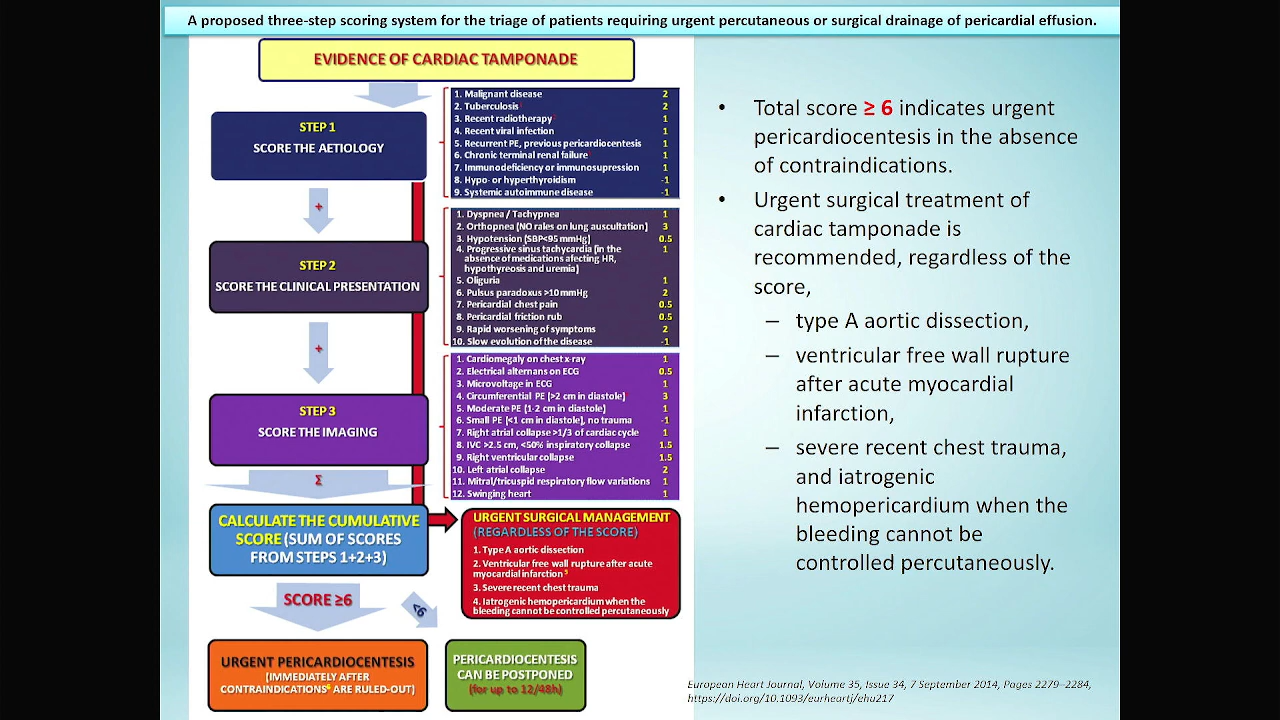 A proposed three-step scoring system for the triage of patients requiring urgent percutaneous or surgical drainage of pericardial effusion.
EVIDENCE OF CARDIAC TAMPONADE
STEP 1
SCORE THE AETIOLOGY
1. Malignant disease 2
2. Tuberculosis 2
3. Recent radiotherapy 1
4. Recent viral infection 1
5. Recurrent PE, previous pericardiocentesis 1
6. Chronic terminal renal failure 1
7. Immunodeficiency or immunosupression 1
8. Hypo- or hyperthyroidism -1
9. Systemic autoimmune disease -1
+
STEP 2
SCORE THE CLINICAL PRESENTATION
1. Dyspnea / Tachypnea 1
2. Orthopnea (NO rales on lung auscultation) 3
3. Hypotension (SBP<95 mmHg) 0.5
4. Progressive sinus tachycardia (in the 1
absence of medications afecting HR,
hypothyreosis and uremia)
5. Oliguria 1
6. Pulsus paradoxus >10 mmHg 2
7. Pericardial chest pain 0.5
8. Pericardial friction rub 0.5
9. Rapid worsening of symptoms 2
10. Slow evolution of the disease -1
+
STEP 3
SCORE THE IMAGING
1. Cardiomegaly on chest x-ray 1
2. Electrical alternans on ECG 0.5
3. Microvoltage in ECG 1
4. Circumferential PE (>2 cm in diastole) 3
5. Moderate PE (1-2 cm in diastole) 1
6. Small PE (<1 cm in diastole), no trauma -1
7. Right atrial collapse >1/3 of cardiac cycle 1
8. IVC >2.5 cm, <50% inspiratory collapse 1.5
9. Right ventricular collapse 1.5
10. Left atrial collapse 2
11. Mitral/tricuspid respiratory flow variations 1
12. Swinging heart 1
Σ
CALCULATE THE CUMULATIVE
SCORE (SUM OF SCORES
FROM STEPS 1+2+3)
URGENT SURGICAL MANAGEMENT
(REGARDLESS OF THE SCORE)
1. Type A aortic dissection
2. Ventricular free wall rupture after acute
myocardial infarction 5
3. Severe recent chest trauma
4. Iatrogenic hemopericardium when the
bleeding cannot be controlled percutaneously
SCORE ≥6
<6
URGENT PERICARDIOCENTESIS
(IMMEDIATELY AFTER
CONTRAINDICATIONS6 ARE RULED-OUT)
PERICARDIOCENTESIS
CAN BE POSTPONED
(for up to 12/48h)
• Total score ≥ 6 indicates urgent
pericardiocentesis in the absence
of contraindications.
• Urgent surgical treatment of
cardiac tamponade is
recommended, regardless of the
score,
– type A aortic dissection,
– ventricular free wall rupture
after acute myocardial
infarction,
– severe recent chest trauma,
and iatrogenic
hemopericardium when the
bleeding cannot be
controlled percutaneously.
European Heart Journal, Volume 35, Issue 34, 7 September 2014, Pages 2279–2284,
https://doi.org/10.1093/eurheartj/ehu217